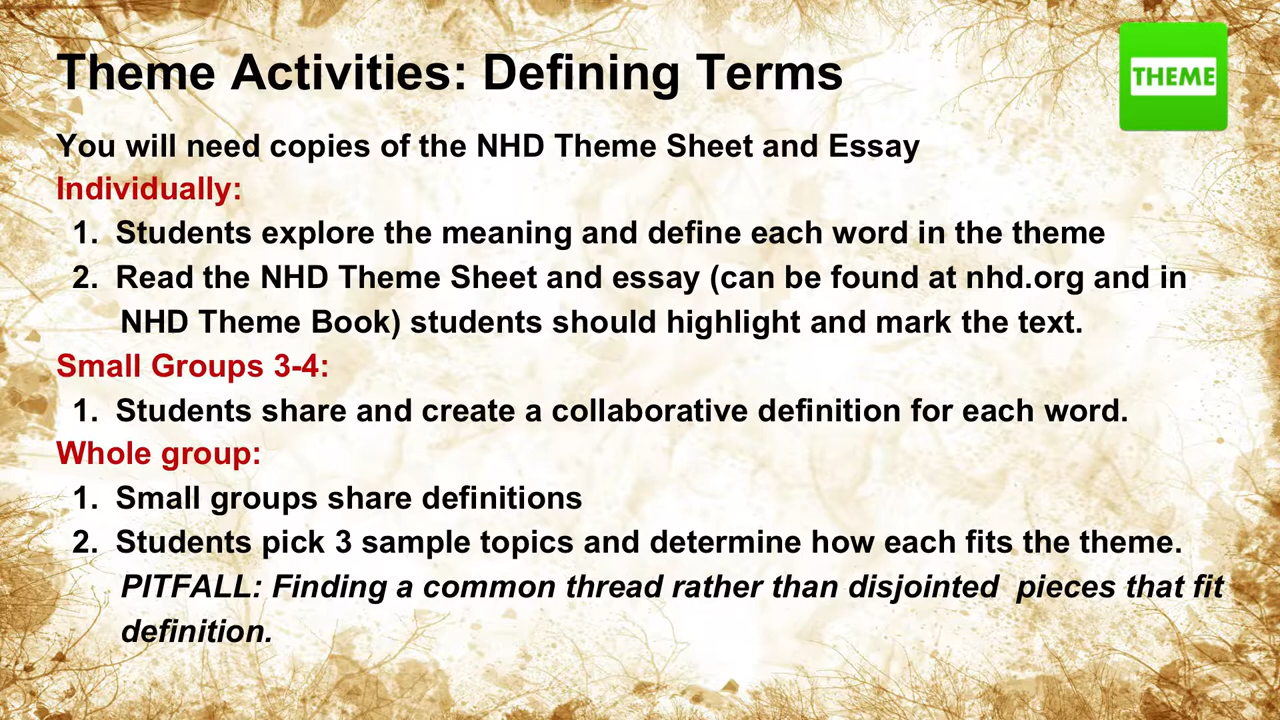 Theme Activities: Defining Terms
THEME
You will need copies of the NHD Theme Sheet and Essay
Individually:
1. Students explore the meaning and define each word in the theme
2. Read the NHD Theme Sheet and essay (can be found at nhd.org and in
NHD Theme Book) students should highlight and mark the text.
Small Groups 3-4:
1. Students share and create a collaborative definition for each word.
Whole group:
1. Small groups share definitions
2. Students pick 3 sample topics and determine how each fits the theme.
PITFALL: Finding a common thread rather than disjointed  pieces that fit
definition.